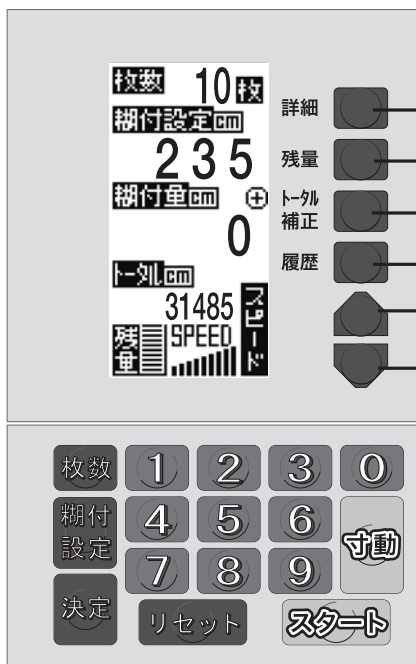 枚数 10枚
糊付設定cm
235
糊付量cm ⊕
0
トータルcm
31485
残量 SPEED スピード
詳細
残量
トータル
補正
履歴
枚数 1 2 3 0
糊付
設定
4 5 6
寸動
7 8 9
決定 リセット スタート